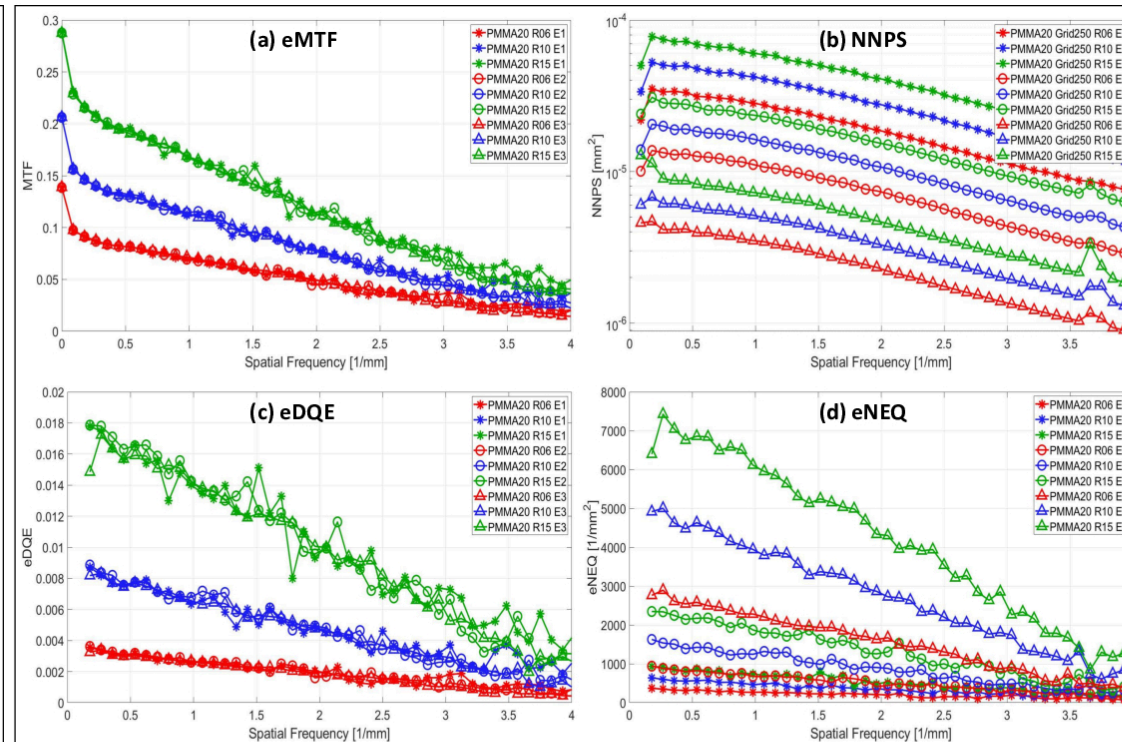 (a) eMTF
0.3
0.25
0.2
0.15
0.1
0.05
0
MTF
0 0.5 1 1.5 2 2.5 3 3.5 4
Spatial Frequency [1/mm]
PMMA20 R06 E1
PMMA20 R10 E1
PMMA20 R15 E1
PMMA20 R06 E2
PMMA20 R10 E2
PMMA20 R15 E2
PMMA20 R06 E3
PMMA20 R10 E3
PMMA20 R15 E3
(b) NNPS
10-4
10-5
10-6
NNPS [mm2]
0 0.5 1 1.5 2 2.5 3 3.5
Spatial Frequency [1/mm]
PMMA20 Grid250 R06 E
PMMA20 Grid250 R10 E
PMMA20 Grid250 R15 E
PMMA20 Grid250 R06 E
PMMA20 Grid250 R10 E
PMMA20 Grid250 R15 E
PMMA20 Grid250 R06 E
PMMA20 Grid250 R10 E
PMMA20 Grid250 R15 E
(c) eDQE
0.02
0.018
0.016
0.014
0.012
0.01
0.008
0.006
0.004
0.002
0
eDQE
0 0.5 1 1.5 2 2.5 3 3.5 4
Spatial Frequency [1/mm]
PMMA20 R06 E1
PMMA20 R10 E1
PMMA20 R15 E1
PMMA20 R06 E2
PMMA20 R10 E2
PMMA20 R15 E2
PMMA20 R06 E3
PMMA20 R10 E3
PMMA20 R15 E3
(d) eNEQ
9000
8000
7000
6000
5000
4000
3000
2000
1000
0
eNEQ [1/mm2]
0 0.5 1 1.5 2 2.5 3 3.5
Spatial Frequency [1/mm]
PMMA20 R06 E
PMMA20 R10 E
PMMA20 R15 E
PMMA20 R06 E
PMMA20 R10 E
PMMA20 R15 E
PMMA20 R06 E
PMMA20 R10 E
PMMA20 R15 E